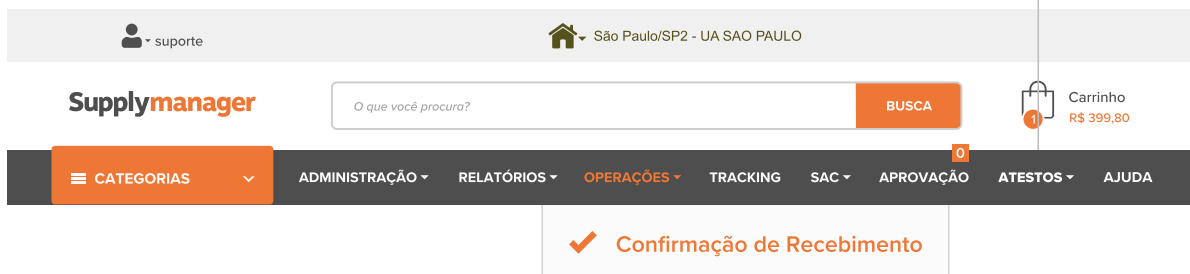 suporte
São Paulo/SP2 - UA SAO PAULO
Supplymanager
O que você procura?
BUSCA
1
Carrinho
R$ 399,80
0
CATEGORIAS
ADMINISTRAÇÃO
RELATÓRIOS
OPERAÇÕES
TRACKING
SAC
APROVAÇÃO
ATESTOS
AJUDA
Confirmação de Recebimento